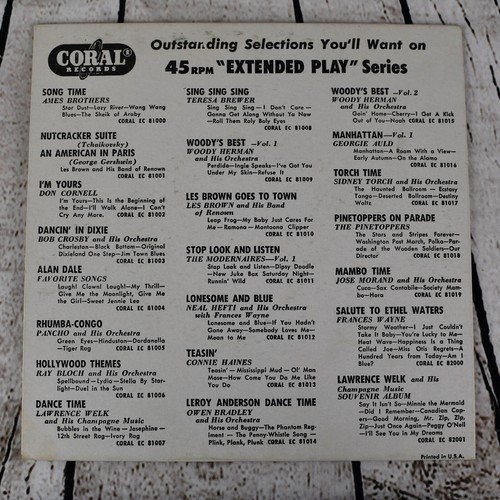 CORAL®
RECORDS
Outstanding Selections You'll Want on
45 RPM "EXTENDED PLAY" Series
SONG TIME
AMES BROTHERS
Star Dust—Lazy River—Wang Wang
Blues—The Sheik of Araby
CORAL EC 81000
NUTCRACKER SUITE
(Tchaikovsky)
AN AMERICAN IN PARIS
(George Gershwin)
Les Brown and His Band of Renown
CORAL EC 81001
I'M YOURS
DON CORNELL
I'm Yours—This Is the Beginning of
the End—I'll Walk Alone—I Can't
Cry Any More. CORAL EC 81002
DANCIN' IN DIXIE
BOB CROSBY and His Orchestra
Charleston—Black Bottom—Original
Dixieland One Step—Jim Town Blues
CORAL EC 81003
ALAN DALE
FAVORITE SONGS
Laugh! Clown! Laugh!—My Thrill—
Give Me the Moonlight, Give Me
the Girl—Sweet Jennie Lee
CORAL EC 81004
RHUMBA-CONGO
PANCHO and His Orchestra
Green Eyes—Hindustan—Dardanella
—Tiger Rag CORAL EC 81005
HOLLYWOOD THEMES
RAY BLOCH and His Orchestra
Spellbound—Lydia—Stella By Star-
light—Duel in the Sun
CORAL EC 81006
DANCE TIME
LAWRENCE WELK
and His Champagne Music
Bubbles in the Wine—Josephine—
12th Street Rag—Ivory Rag
CORAL EC 81007
SING SING SING
TERESA BREWER
Sing Sing Sing—I Don't Care—
Gonna Get Along Without Ya Now
—Roll Them Roly Boly Eyes
CORAL EC 81008
WOODY'S BEST —Vol. 1
WOODY HERMAN
and His Orchestra
Perdido—Ingie Speaks—I've Got You
Under My Skin—Refuse It
CORAL EC 81009
LES BROWN GOES TO TOWN
LES BROWN and His Band
of Renown
Leap Frog—My Baby Just Cares For
Me—Ramona—Montoona Clipper
CORAL EC 81010
STOP LOOK AND LISTEN
THE MODERNAIRES—Vol. 1
Stop Look and Listen—Dipsy Doodle
—New Juke Box Saturday Night—
Runnin' Wild CORAL EC 81011
LONESOME AND BLUE
NEAL HEFTI and His Orchestra
with Frances Wayne
Lonesome and Blue—If You Hadn't
Gone Away—Somebody Loves Me—
Mean to Me CORAL EC 81012
TEASIN'
CONNIE HAINES
Teasin'—Mississippi Mud—Ol' Man
Mose—How Come You Do Me Like
You Do CORAL EC 81013
LEROY ANDERSON DANCE TIME
OWEN BRADLEY
and His Orchestra
Horse and Buggy—The Phantom Reg-
iment—The Penny-Whistle Song—
Plink, Plank, Plunk CORAL EC 81014
WOODY'S BEST —Vol. 2
WOODY HERMAN
and His Orchestra
Goin' Home—Cherry—I Get A Kick
Out of You—Noah CORAL EC 81015
MANHATTAN—Vol. 1
GEORGIE AULD
Manhattan—A Room With a View—
Early Autumn—On the Alamo
CORAL EC 81016
TORCH TIME
SIDNEY TORCH and His Orchestra
The Haunted Ballroom—Ecstasy
Tango—Deserted Ballroom—Destiny
Waltz CORAL EC 81017
PINETOPPERS ON PARADE
THE PINETOPPERS
The Stars and Stripes Forever—
Washington Post March, Polka—Par-
ade of the Wooden Soldiers—Our
Director CORAL EC 81018
MAMBO TIME
JOSE MORAND and His Orchestra
Cuca—Sax Cantabile—Society Mam-
bo—Hora CORAL EC 81019
SALUTE TO ETHEL WATERS
FRANCES WAYNE
Stormy Weather—I Just Couldn't
Take It Baby—You're Lucky to Me—
Heat Wave—Happiness Is a Thing
Called Joe—Miss Otis Regrets—A
Hundred Years from Today—Am I
Blue? CORAL EC 82000
LAWRENCE WELK and His
Champagne Music
SOUVENIR ALBUM
Say It Isn't So—Minnie the Mermaid
—Did I Remember—Canadian Cap-
ers—Good Morning, Mr. Zip, Zip,
Zip—Just Once Again—Peggy O'Neil
—I'll See You in My Dreams
CORAL EC 82001
Printed in U.S.A.